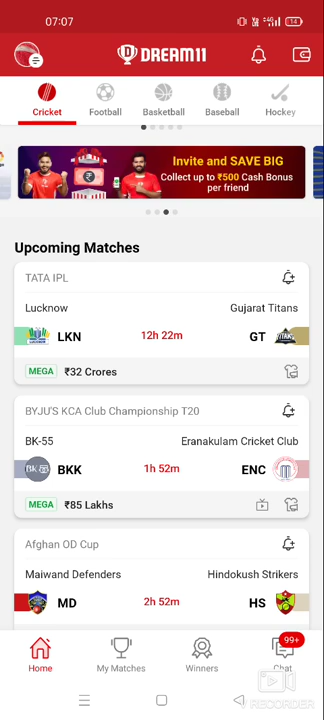 07:07
14
DREAM11
Cricket
Football
Basketball
Baseball
Hockey
Invite and SAVE BIG
Collect up to ₹500 Cash Bonus
per friend
Upcoming Matches
TATA IPL
Lucknow
Gujarat Titans
LKN
12h 22m
GT
MEGA
₹32 Crores
BYJU'S KCA Club Championship T20
BK-55
Eranakulam Cricket Club
BKK
1h 52m
ENC
MEGA
₹85 Lakhs
Afghan OD Cup
Maiwand Defenders
Hindokush Strikers
MD
2h 52m
HS
99+
Home
My Matches
Winners
Chat
RECORDER